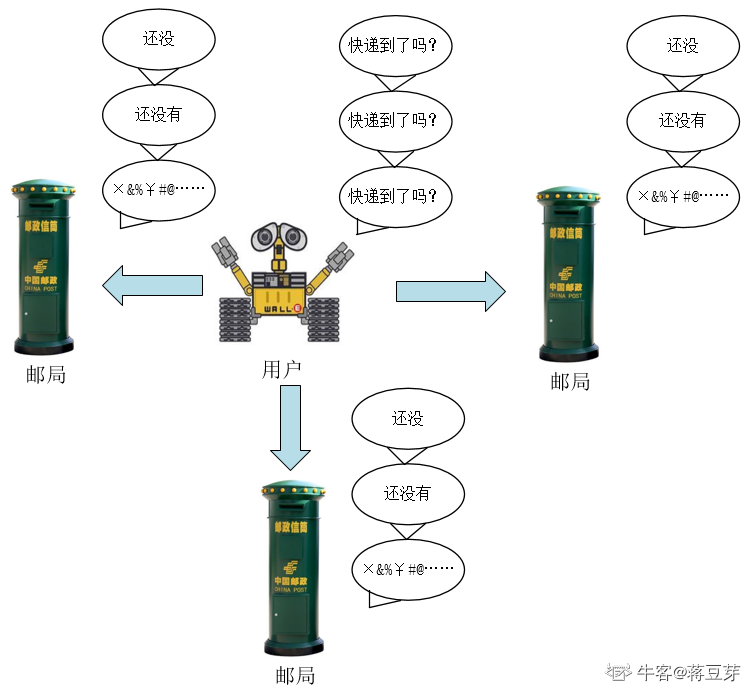 还没
快递到了吗？
还没
还没有
快递到了吗？
还没有
×&%￥#@……
快递到了吗？
×&%￥#@……
邮政信筒
中国邮政
CHINA POST
邮局
WALL·E
用户
邮政信筒
中国邮政
CHINA POST
邮局
还没
还没有
×&%￥#@……
邮政信筒
中国邮政
CHINA POST
邮局
牛客@蒋豆芽